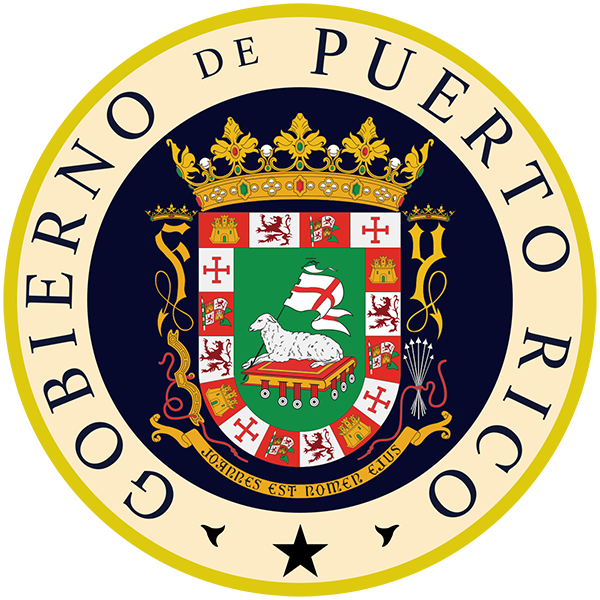 GOBIERNO DE PUERTO RICO
F Y
JOANNES EST NOMEN EJUS